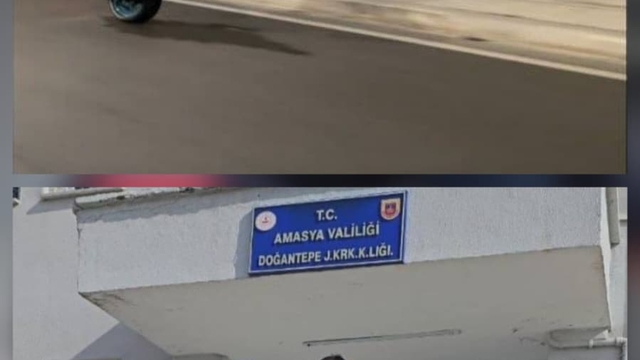 T.C.
AMASYA VALİLİĞİ
DOĞANTEPE J.KRK.K.LIĞI.